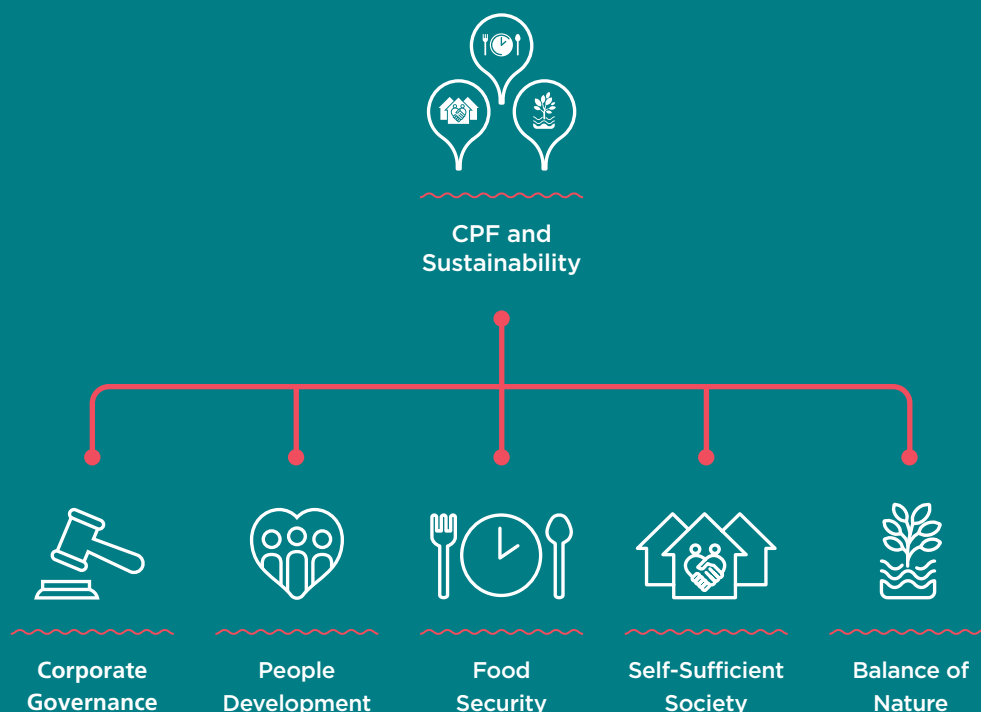 CPF and
Sustainability
Corporate
Governance
People
Development
Food
Security
Self-Sufficient
Society
Balance of
Nature